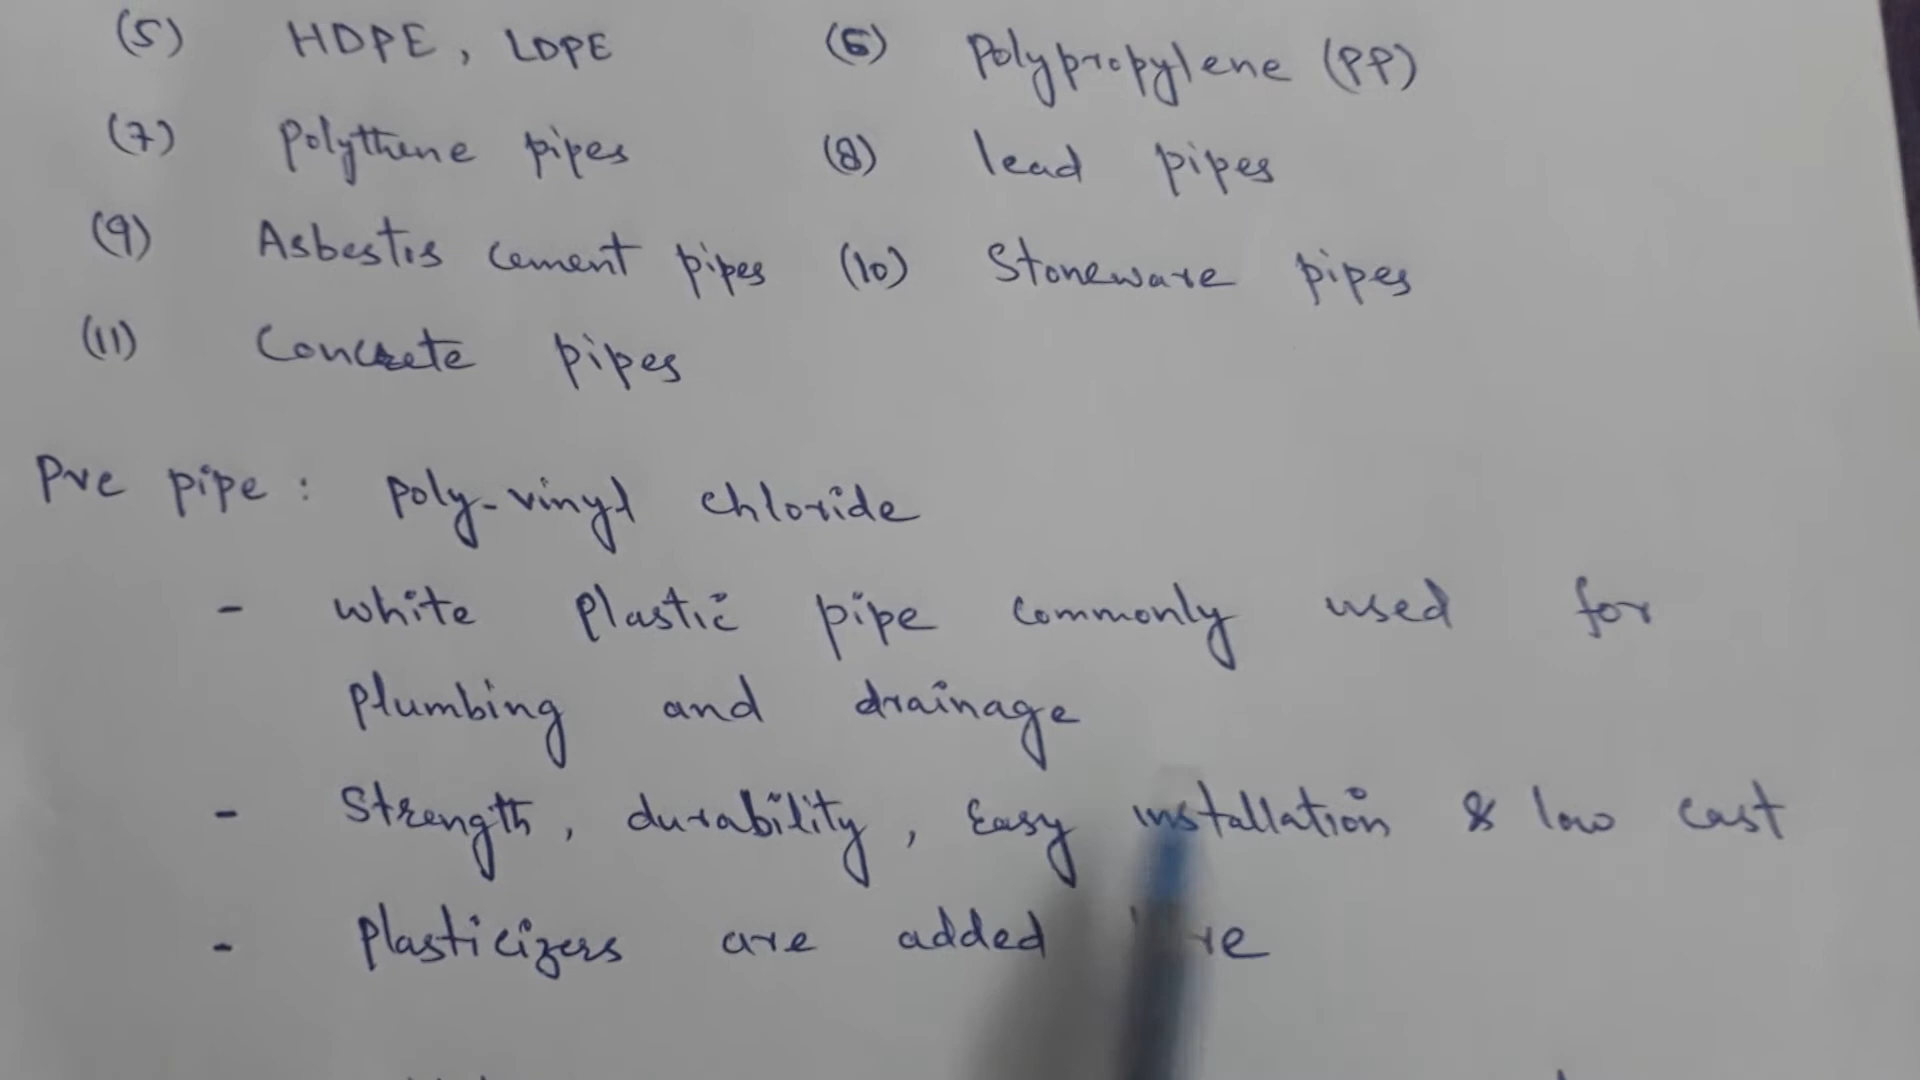 (5) HDPE, LDPE (6) Polypropylene (PP)
(7) Polythene pipes (8) lead pipes
(9) Asbestos cement pipes (10) Stoneware pipes
(11) Concrete pipes
PVC pipe : poly-vinyl chloride
- white plastic pipe commonly used for
plumbing and drainage
- Strength, durability, Easy installation & low cost
- plasticizers are added